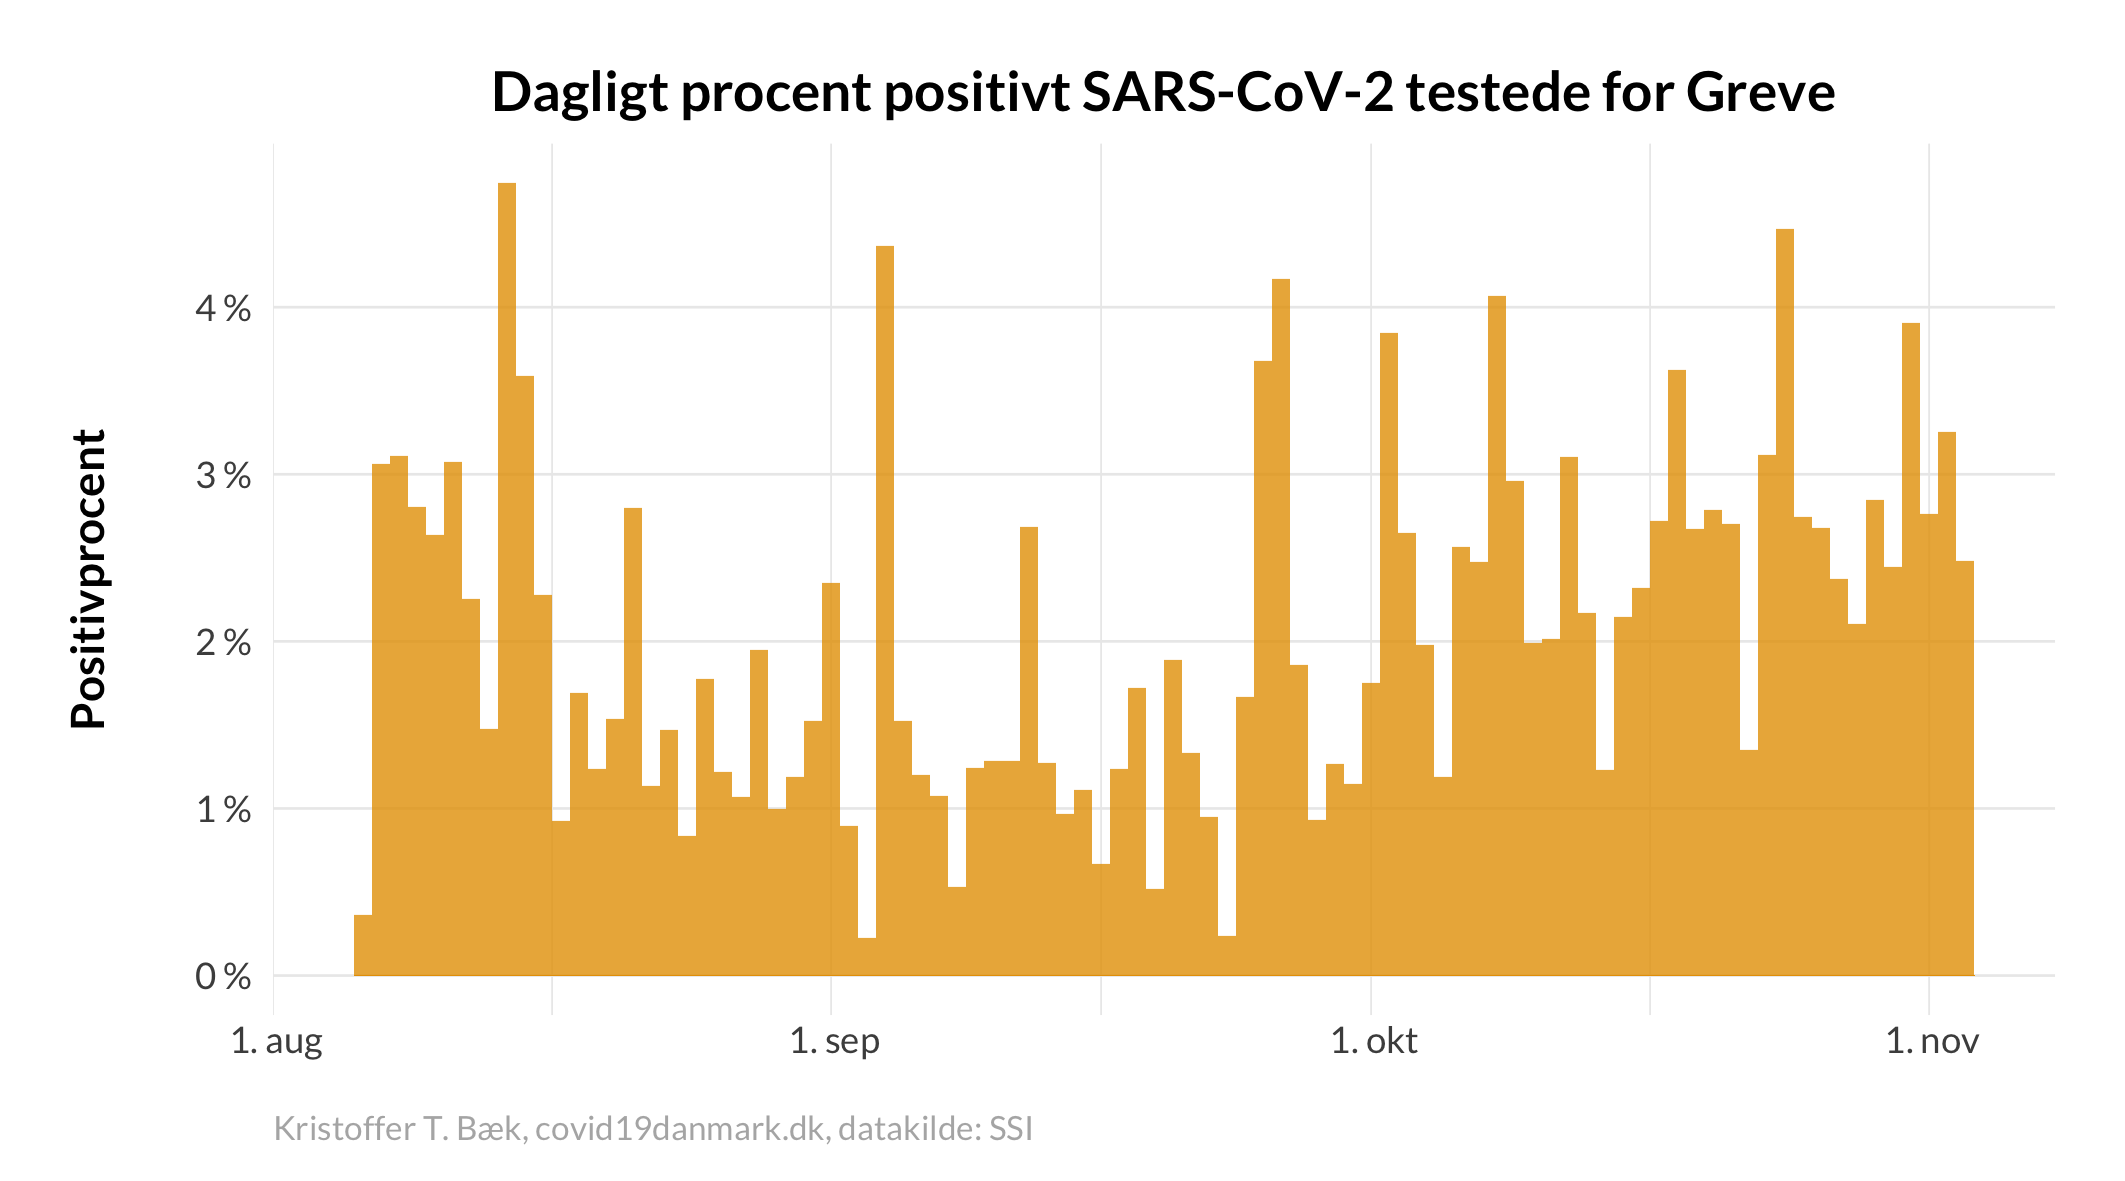 Dagligt procent positivt SARS-CoV-2 testede for Greve
Positivprocent
4 %
3 %
2 %
1 %
0 %
1. aug
1. sep
1. okt
1. nov
Kristoffer T. Bæk, covid19danmark.dk, datakilde: SSI